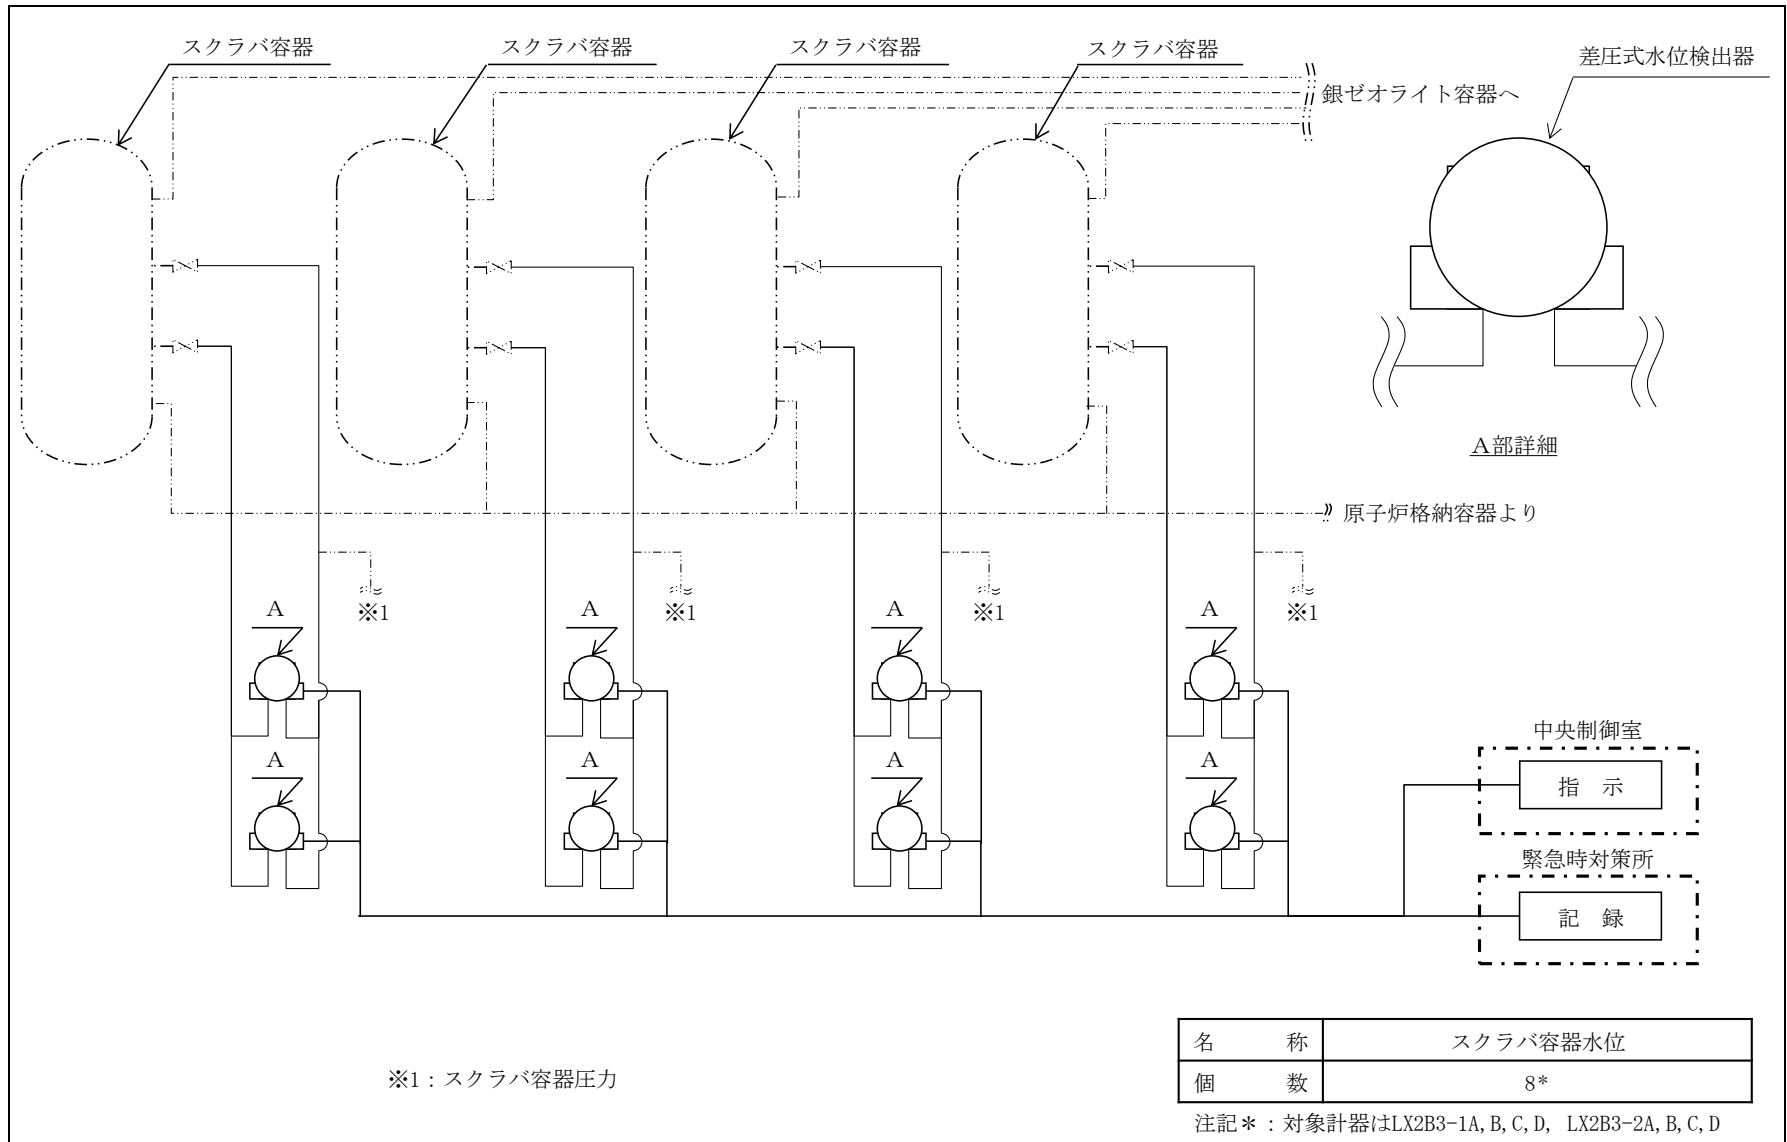 スクラバ容器
スクラバ容器
スクラバ容器
スクラバ容器
差圧式水位検出器
銀ゼオライト容器へ
A部詳細
原子炉格納容器より
※1
※1
※1
※1
A
A
A
A
A
A
A
A
中央制御室
指 示
緊急時対策所
記 録
名 称 スクラバ容器水位
個 数 8*
※1：スクラバ容器圧力
注記＊：対象計器はLX2B3-1A,B,C,D, LX2B3-2A,B,C,D